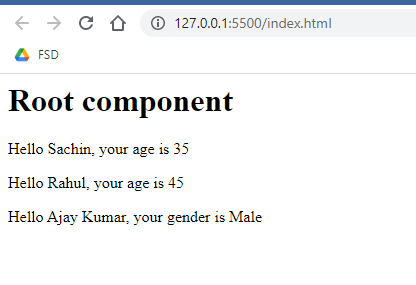 127.0.0.1:5500/index.html
FSD
Root component
Hello Sachin, your age is 35
Hello Rahul, your age is 45
Hello Ajay Kumar, your gender is Male